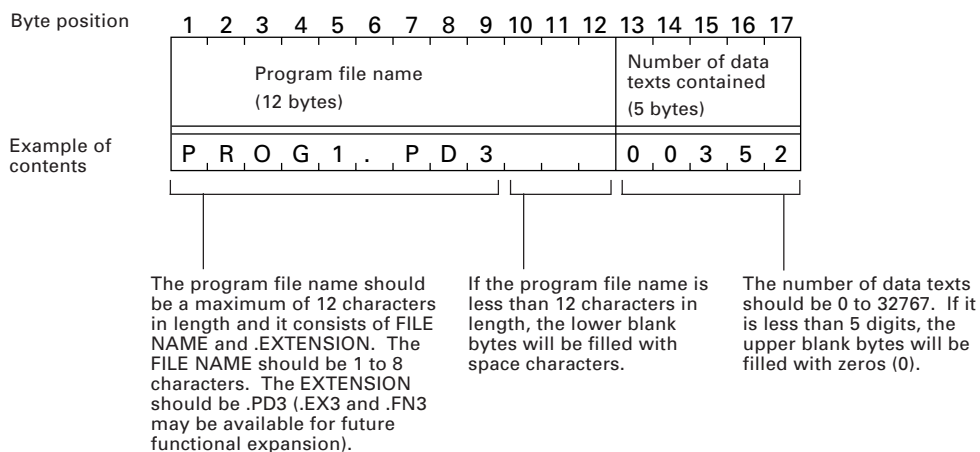 Byte position 1 2 3 4 5 6 7 8 9 10 11 12 13 14 15 16 17
Program file name
(12 bytes)
Number of data
texts contained
(5 bytes)
Example of
contents
P R O G 1 . P D 3 0 0 3 5 2
The program file name should
be a maximum of 12 characters
in length and it consists of FILE
NAME and .EXTENSION. The
FILE NAME should be 1 to 8
characters. The EXTENSION
should be .PD3 (.EX3 and .FN3
may be available for future
functional expansion).
If the program file name is
less than 12 characters in
length, the lower blank
bytes will be filled with
space characters.
The number of data texts
should be 0 to 32767. If it
is less than 5 digits, the
upper blank bytes will be
filled with zeros (0).